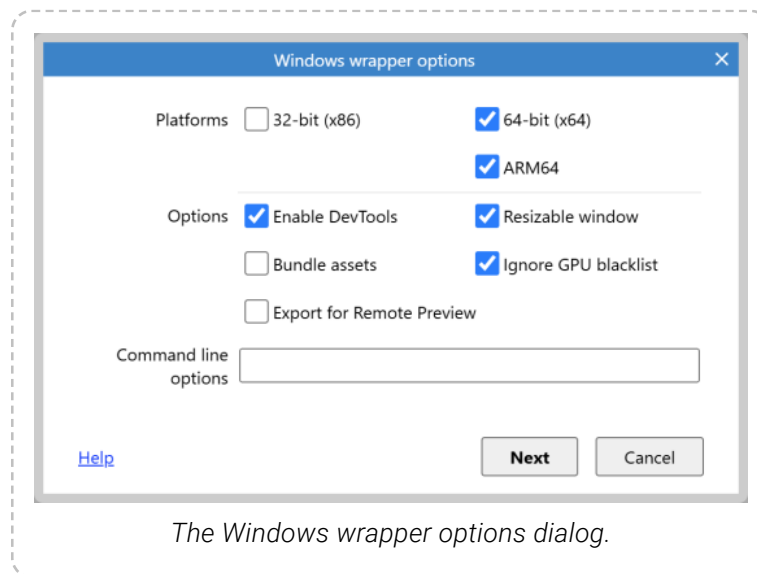 Windows wrapper options
Platforms 32-bit (x86) 64-bit (x64)
ARM64
Options Enable DevTools Resizable window
Bundle assets Ignore GPU blacklist
Export for Remote Preview
Command line
options
Help Next Cancel
The Windows wrapper options dialog.